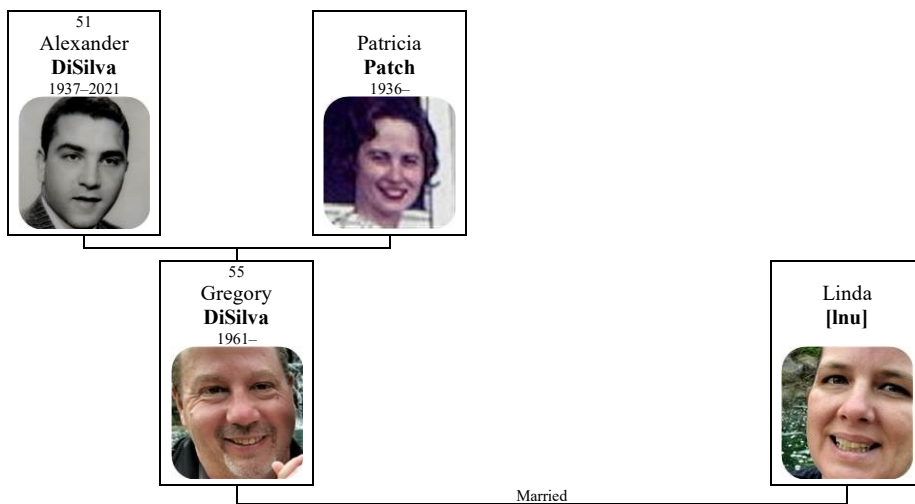 51
Alexander
DiSilva
1937–2021
Patricia
Patch
1936–
55
Gregory
DiSilva
1961–
Linda
[lnu]
Married